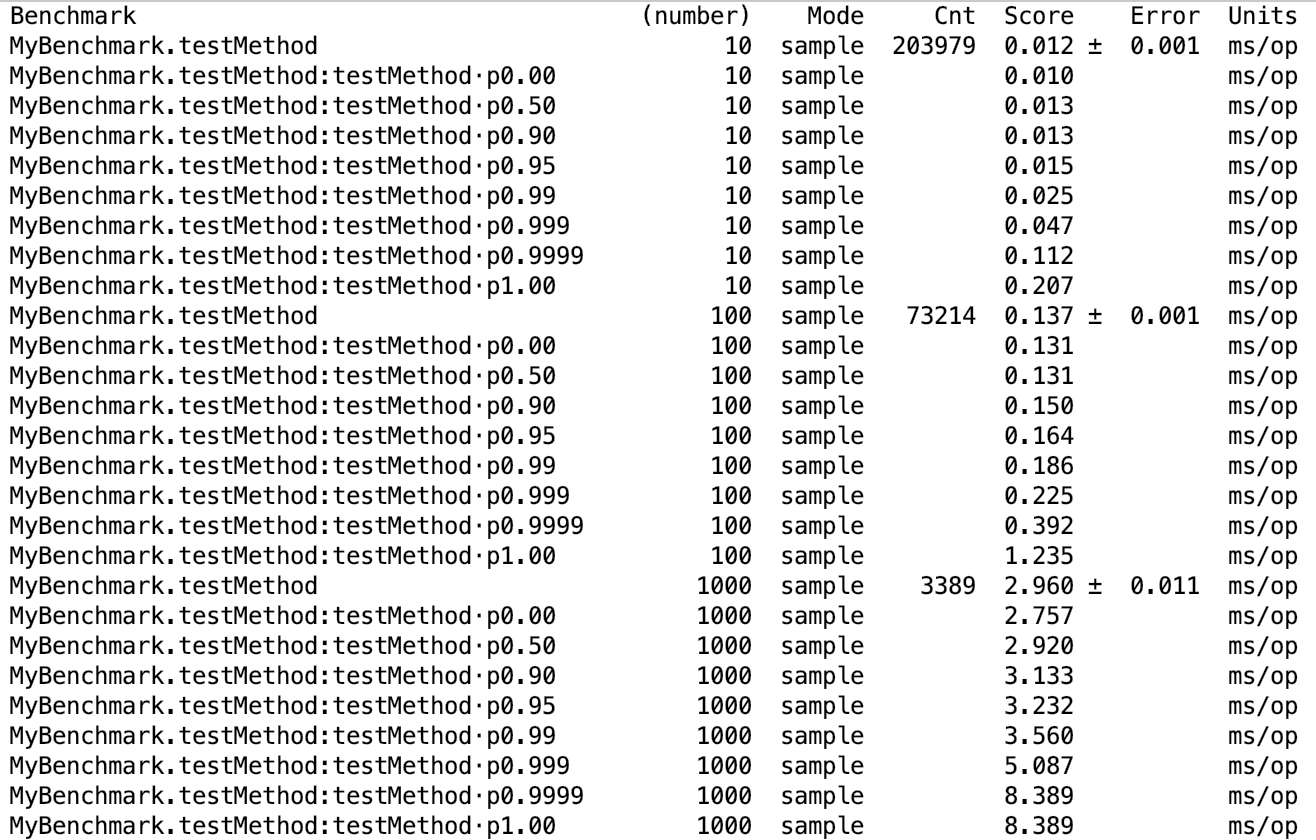 Benchmark (number) Mode Cnt Score Error Units
MyBenchmark.testMethod 10 sample 203979 0.012 ± 0.001 ms/op
MyBenchmark.testMethod:testMethod·p0.00 10 sample 0.010 ms/op
MyBenchmark.testMethod:testMethod·p0.50 10 sample 0.013 ms/op
MyBenchmark.testMethod:testMethod·p0.90 10 sample 0.013 ms/op
MyBenchmark.testMethod:testMethod·p0.95 10 sample 0.015 ms/op
MyBenchmark.testMethod:testMethod·p0.99 10 sample 0.025 ms/op
MyBenchmark.testMethod:testMethod·p0.999 10 sample 0.047 ms/op
MyBenchmark.testMethod:testMethod·p0.9999 10 sample 0.112 ms/op
MyBenchmark.testMethod:testMethod·p1.00 10 sample 0.207 ms/op
MyBenchmark.testMethod 100 sample 73214 0.137 ± 0.001 ms/op
MyBenchmark.testMethod:testMethod·p0.00 100 sample 0.131 ms/op
MyBenchmark.testMethod:testMethod·p0.50 100 sample 0.131 ms/op
MyBenchmark.testMethod:testMethod·p0.90 100 sample 0.150 ms/op
MyBenchmark.testMethod:testMethod·p0.95 100 sample 0.164 ms/op
MyBenchmark.testMethod:testMethod·p0.99 100 sample 0.186 ms/op
MyBenchmark.testMethod:testMethod·p0.999 100 sample 0.225 ms/op
MyBenchmark.testMethod:testMethod·p0.9999 100 sample 0.392 ms/op
MyBenchmark.testMethod:testMethod·p1.00 100 sample 1.235 ms/op
MyBenchmark.testMethod 1000 sample 3389 2.960 ± 0.011 ms/op
MyBenchmark.testMethod:testMethod·p0.00 1000 sample 2.757 ms/op
MyBenchmark.testMethod:testMethod·p0.50 1000 sample 2.920 ms/op
MyBenchmark.testMethod:testMethod·p0.90 1000 sample 3.133 ms/op
MyBenchmark.testMethod:testMethod·p0.95 1000 sample 3.232 ms/op
MyBenchmark.testMethod:testMethod·p0.99 1000 sample 3.560 ms/op
MyBenchmark.testMethod:testMethod·p0.999 1000 sample 5.087 ms/op
MyBenchmark.testMethod:testMethod·p0.9999 1000 sample 8.389 ms/op
MyBenchmark.testMethod:testMethod·p1.00 1000 sample 8.389 ms/op